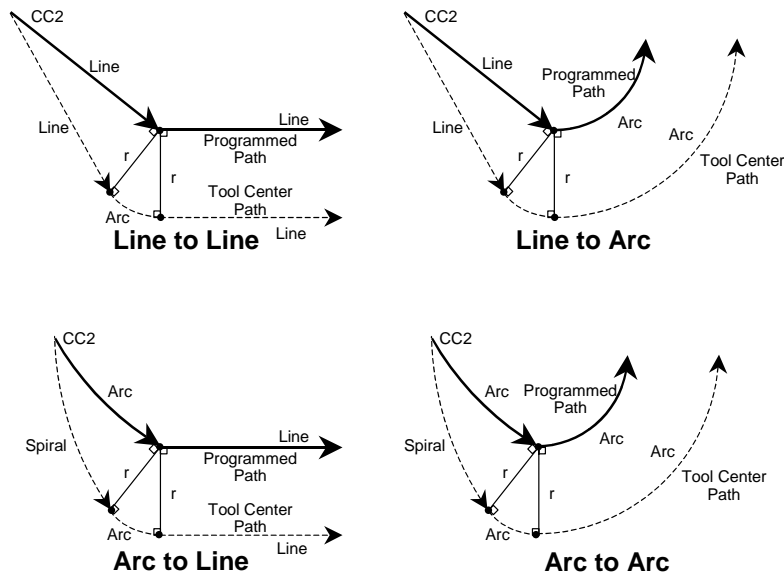 CC2
Line
Line
Line
Programmed
Path
r
r
Tool Center
Path
Arc
Line
Line to Line
CC2
Line
Programmed
Path
Line
Arc
Arc
r
r
Tool Center
Path
Arc
Line to Arc
CC2
Arc
Spiral
Line
Programmed
Path
r
r
Tool Center
Path
Arc
Line
Arc to Line
CC2
Arc
Programmed
Path
Spiral
Arc
Arc
r
r
Tool Center
Path
Arc
Arc to Arc